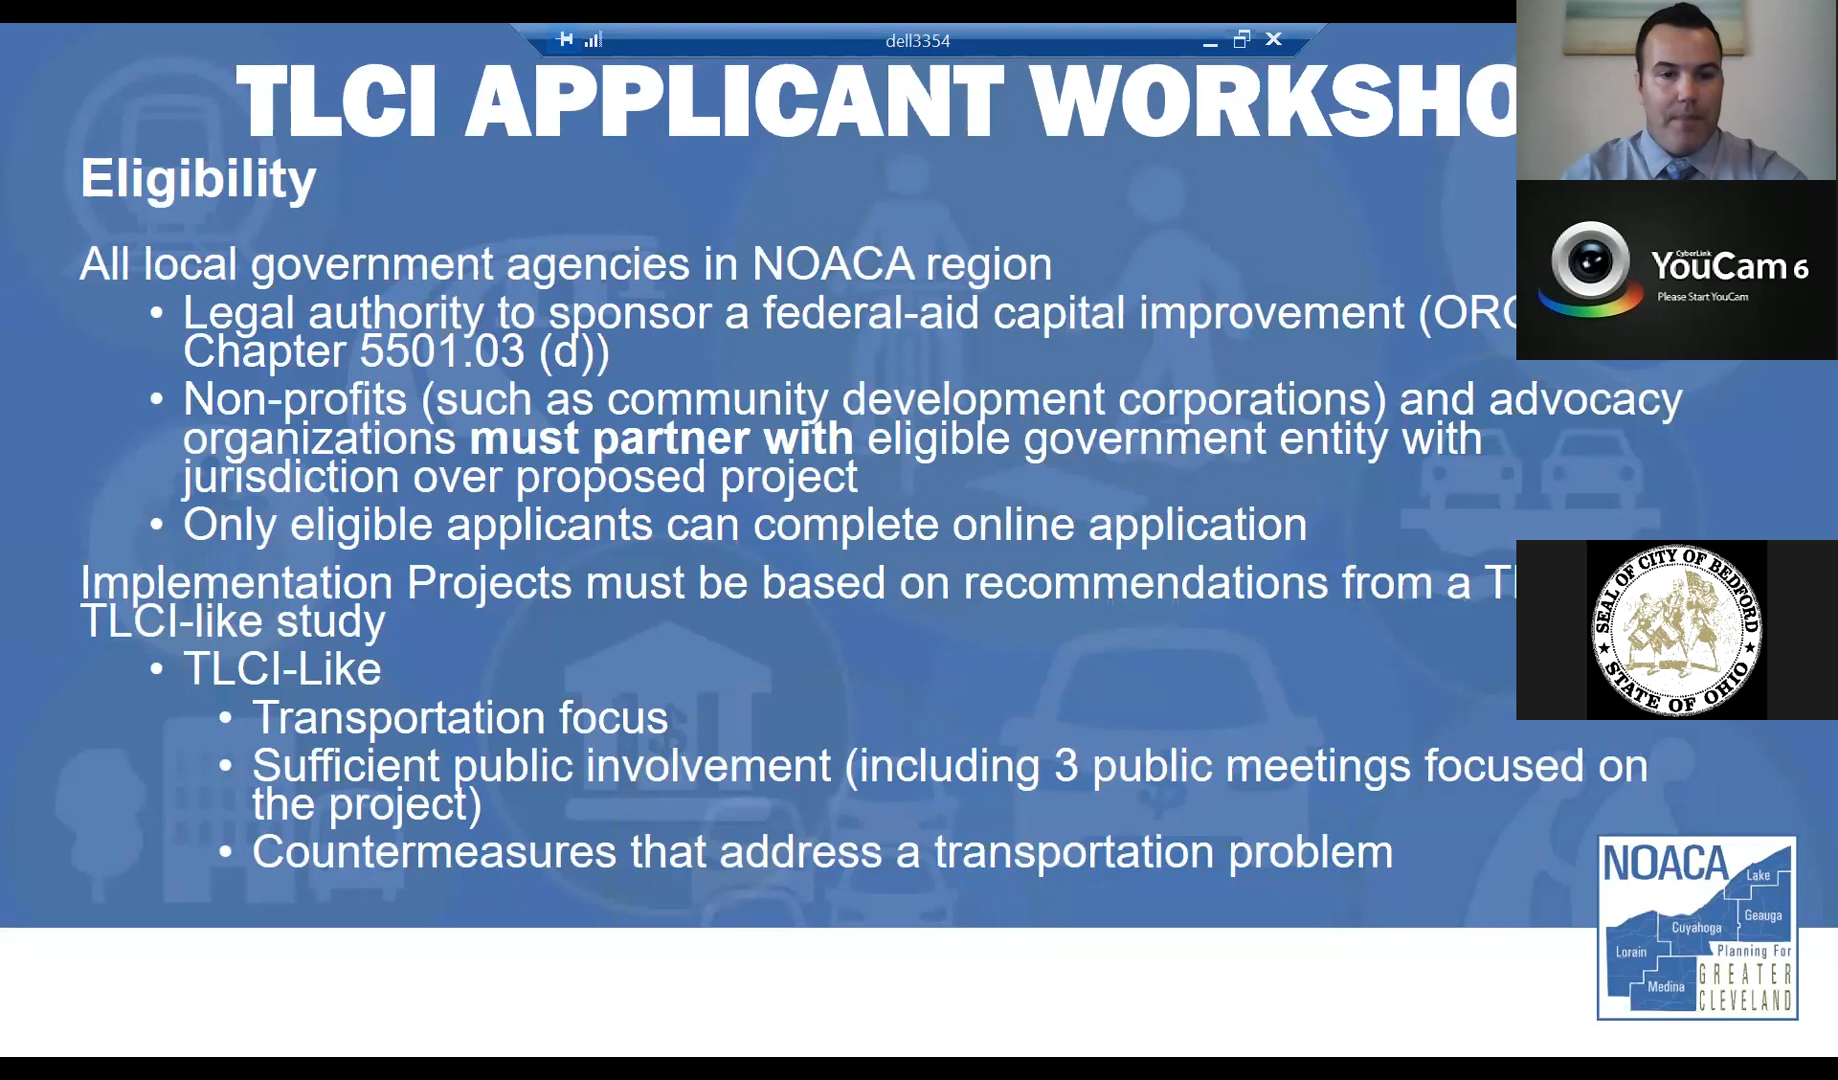 dell3354
TLCI APPLICANT WORKSHO
Eligibility
All local government agencies in NOACA region
• Legal authority to sponsor a federal-aid capital improvement (ORC
Chapter 5501.03 (d))
• Non-profits (such as community development corporations) and advocacy
organizations must partner with eligible government entity with
jurisdiction over proposed project
• Only eligible applicants can complete online application
Implementation Projects must be based on recommendations from a
TLCI-like study
• TLCI-Like
• Transportation focus
• Sufficient public involvement (including 3 public meetings focused on
the project)
• Countermeasures that address a transportation problem
CyberLink
YouCam 6
Please Start YouCam
SEAL OF CITY OF BEDFORD
STATE OF OHIO
NOACA
Lake
Geauga
Cuyahoga
Lorain
Planning For
Medina
GREATER
CLEVELAND